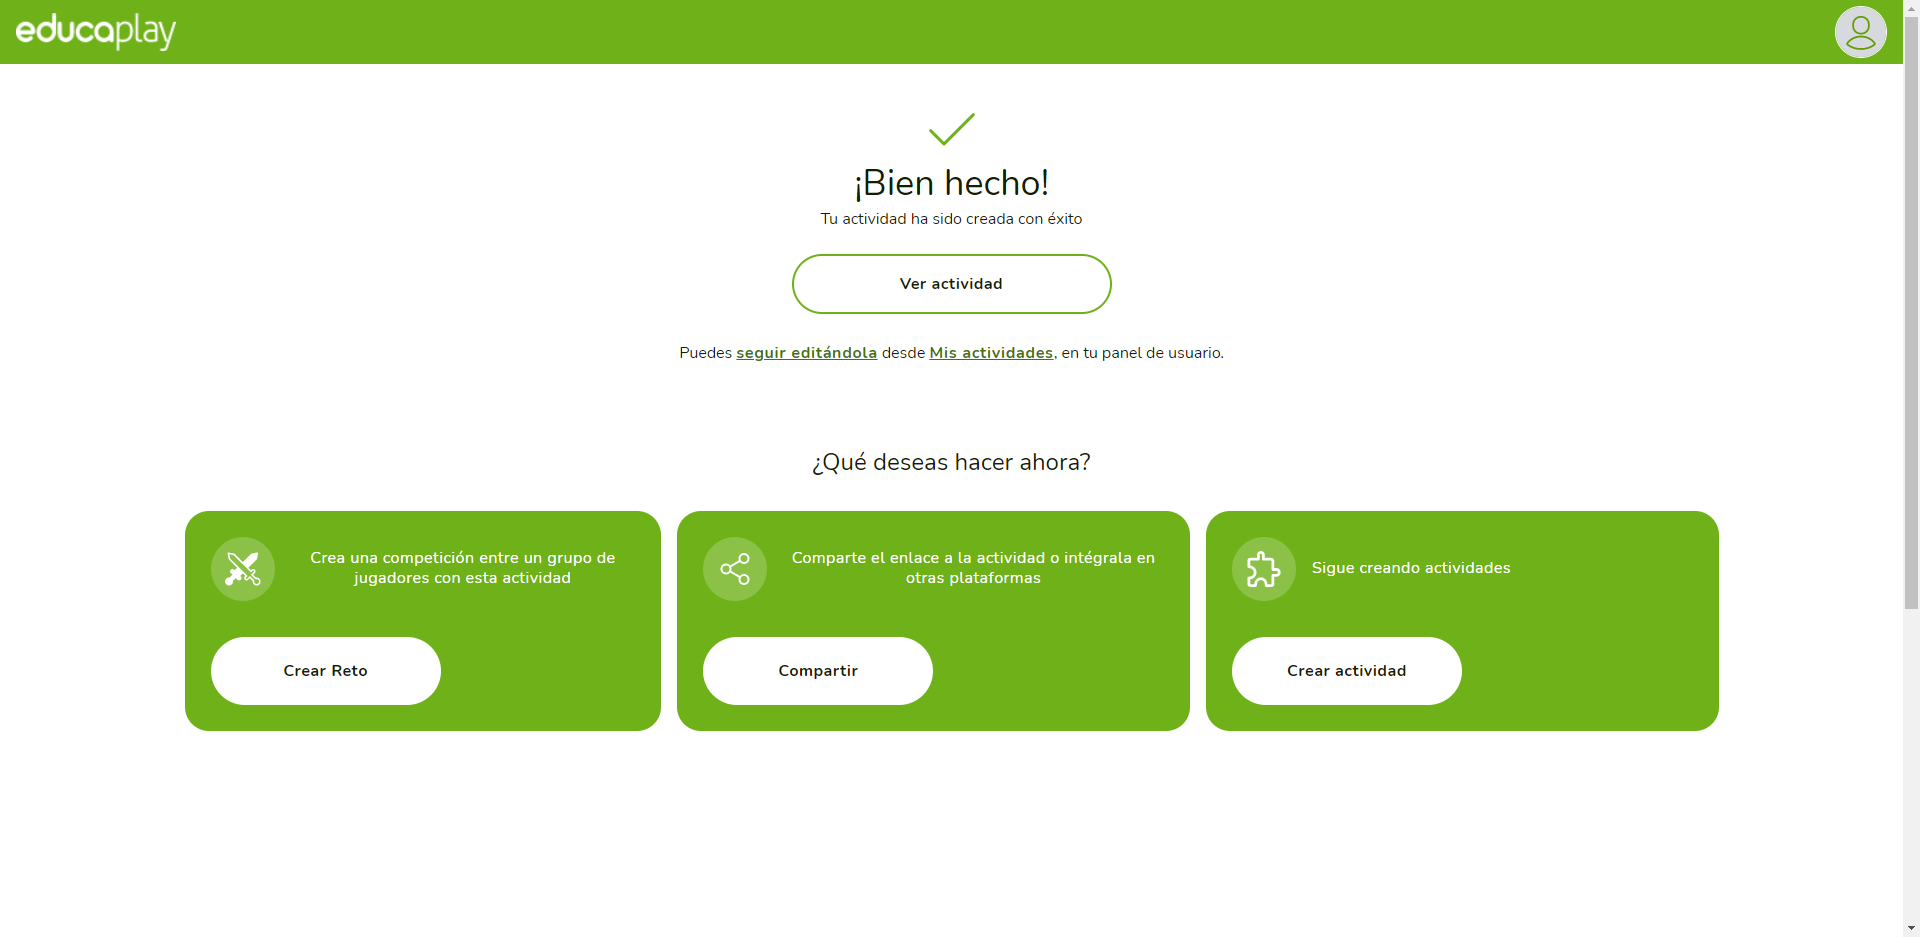 educaplay
¡Bien hecho!
Tu actividad ha sido creada con éxito
Ver actividad
Puedes seguir editándola desde Mis actividades, en tu panel de usuario.
¿Qué deseas hacer ahora?
Crea una competición entre un grupo de
jugadores con esta actividad
Crear Reto
Comparte el enlace a la actividad o intégrala en
otras plataformas
Compartir
Sigue creando actividades
Crear actividad